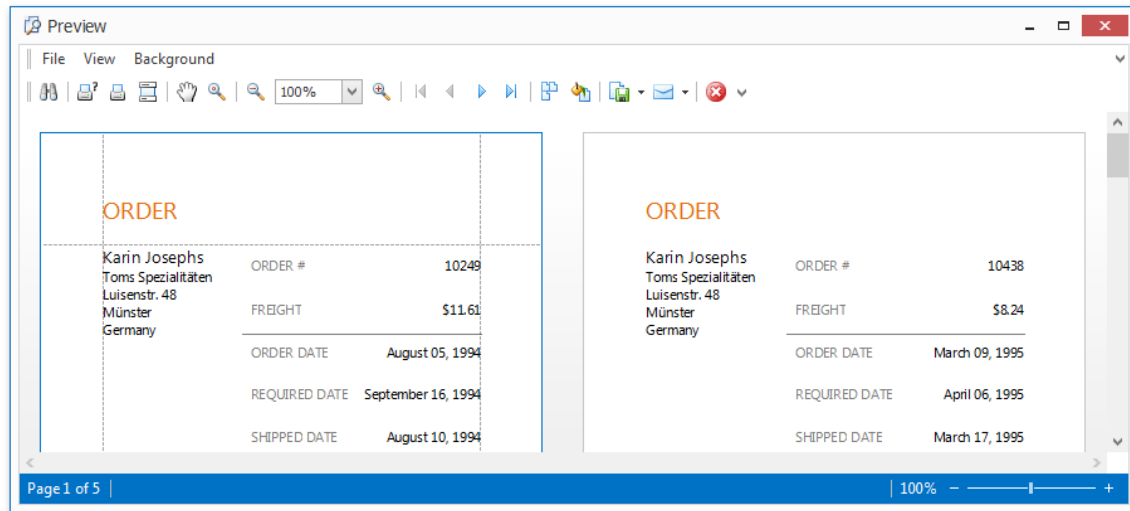 Preview
File View Background
100%
ORDER
Karin Josephs
Toms Spezialitäten
Luisenstr. 48
Münster
Germany
ORDER # 10249
FREIGHT $11.61
ORDER DATE August 05, 1994
REQUIRED DATE September 16, 1994
SHIPPED DATE August 10, 1994
ORDER
Karin Josephs
Toms Spezialitäten
Luisenstr. 48
Münster
Germany
ORDER # 10438
FREIGHT $8.24
ORDER DATE March 09, 1995
REQUIRED DATE April 06, 1995
SHIPPED DATE March 17, 1995
Page 1 of 5 100%